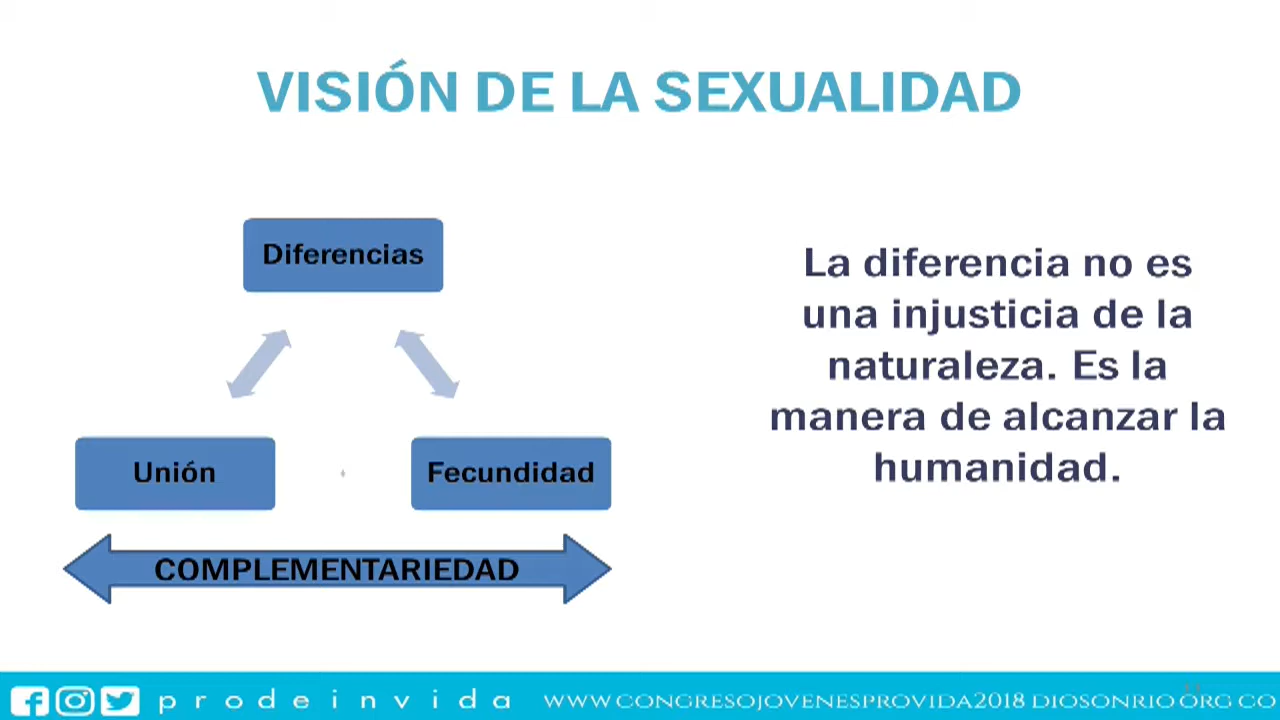 VISIÓN DE LA SEXUALIDAD
Diferencias
Unión
Fecundidad
COMPLEMENTARIEDAD
La diferencia no es
una injusticia de la
naturaleza. Es la
manera de alcanzar la
humanidad.
prodeinvida
WWW.CONGRESOJOVENESPROVIDA2018 DIOSONRIO ORG CO